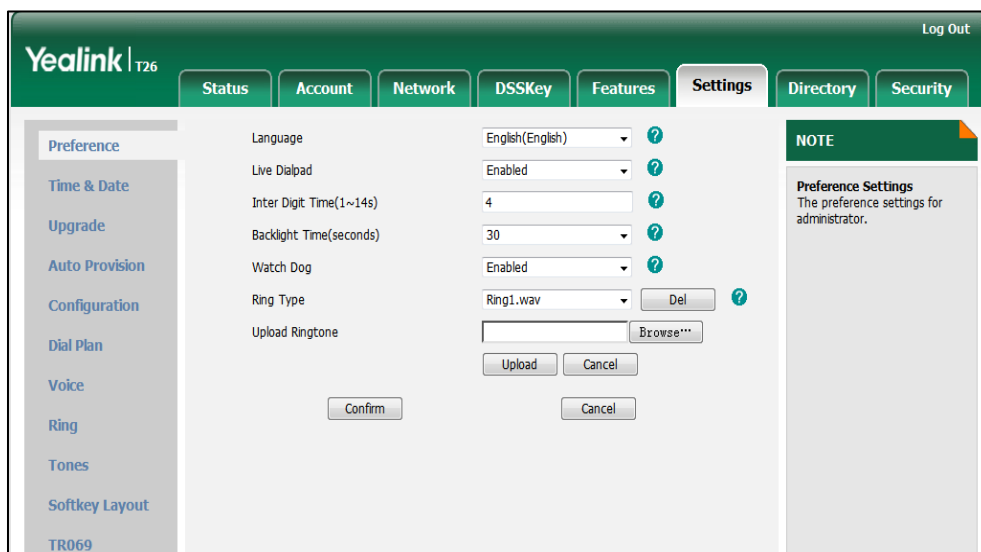 Log Out
Yealink T26
Status Account Network DSSKey Features Settings Directory Security
Preference
Time & Date
Upgrade
Auto Provision
Configuration
Dial Plan
Voice
Ring
Tones
Softkey Layout
TR069
Language English(English) ?
Live Dialpad Enabled ?
Inter Digit Time(1~14s) 4 ?
Backlight Time(seconds) 30 ?
Watch Dog Enabled ?
Ring Type Ring1.wav Del ?
Upload Ringtone Browse···
Upload Cancel
Confirm Cancel
NOTE
Preference Settings
The preference settings for
administrator.